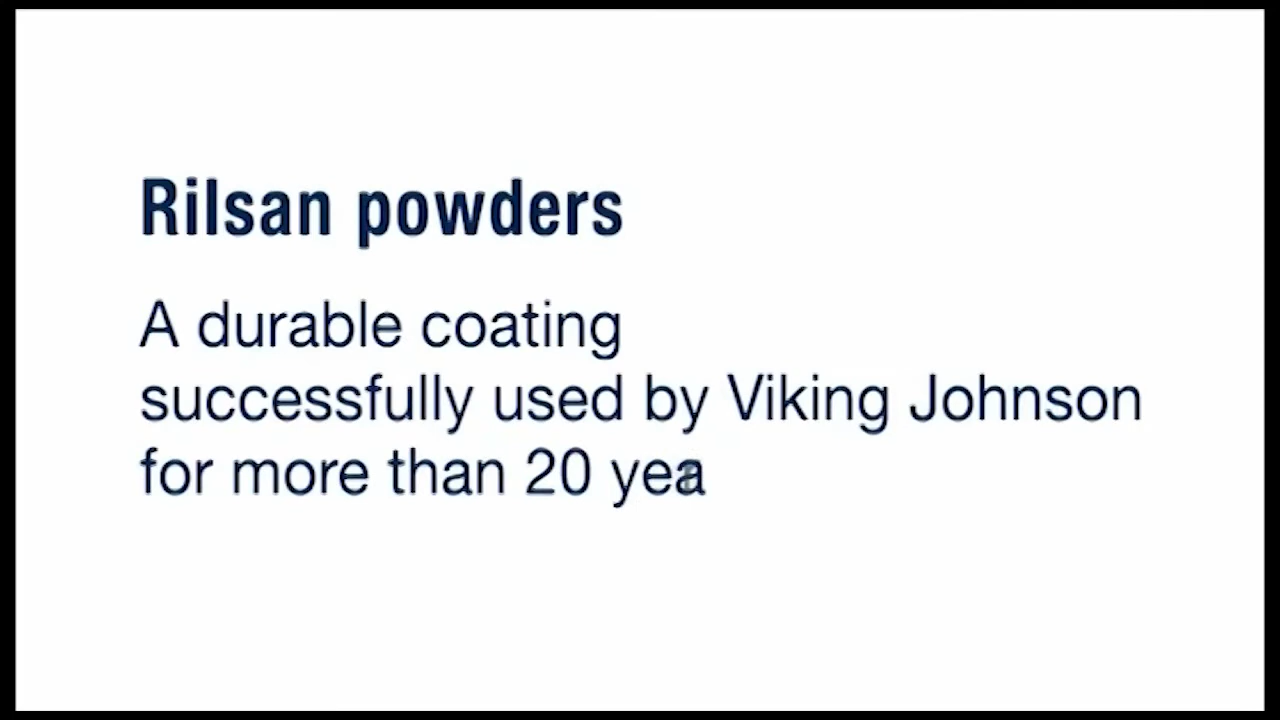 Rilsan powders
A durable coating
successfully used by Viking Johnson
for more than 20 yea